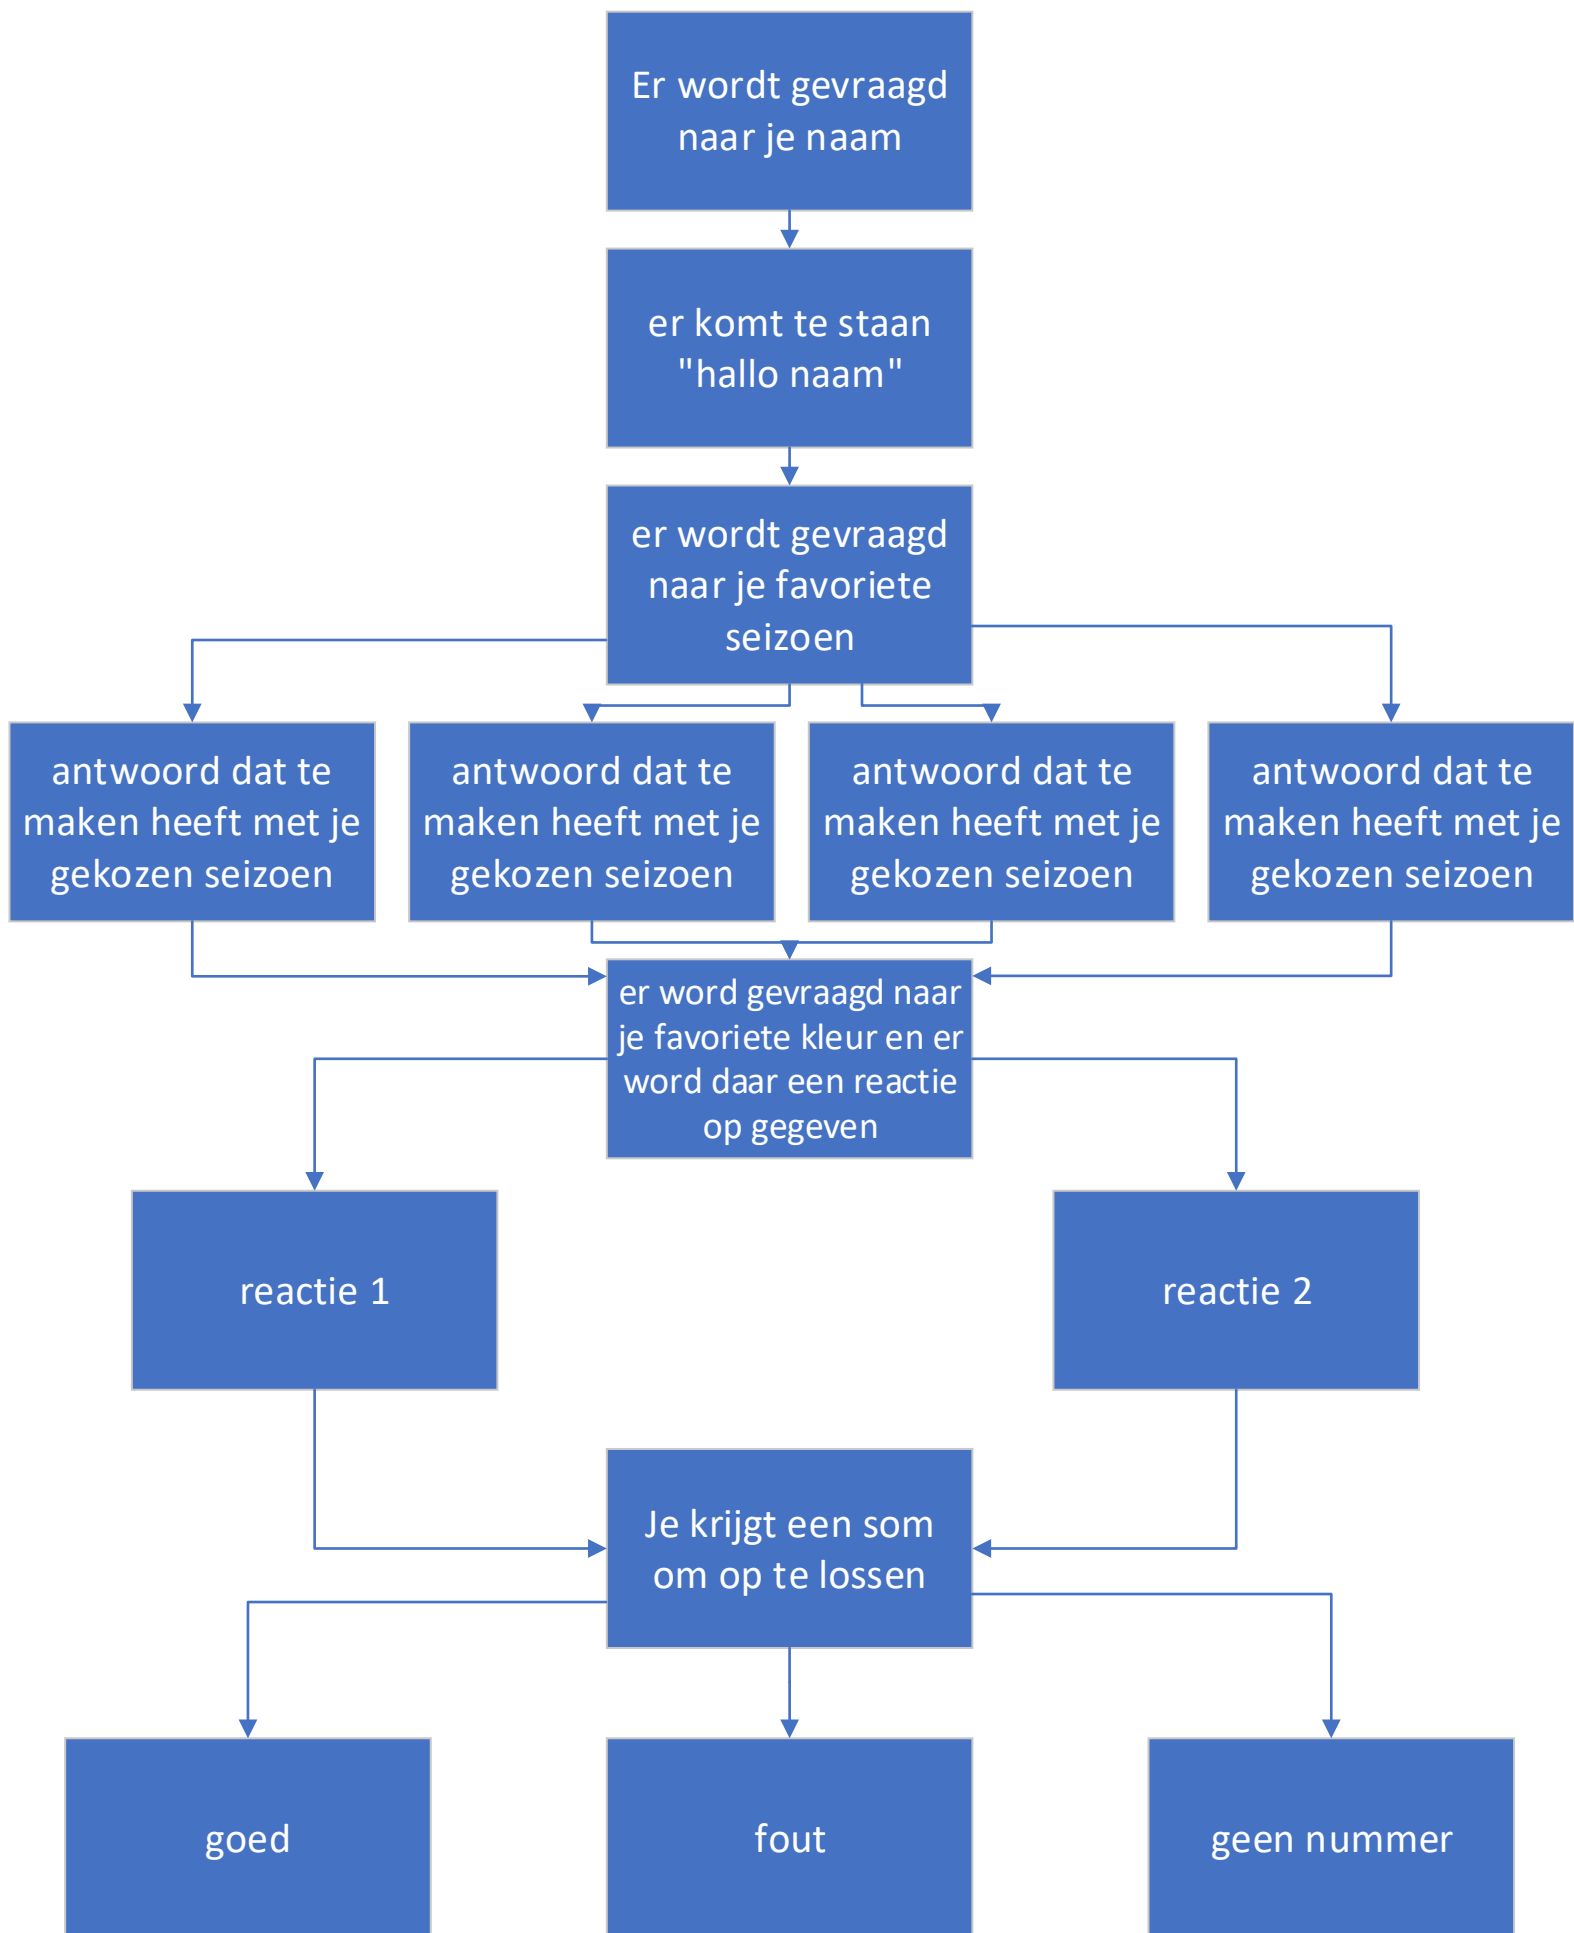 Er wordt gevraagd
naar je naam
er komt te staan
"hallo naam"
er wordt gevraagd
naar je favoriete
seizoen
antwoord dat te
maken heeft met je
gekozen seizoen
antwoord dat te
maken heeft met je
gekozen seizoen
antwoord dat te
maken heeft met je
gekozen seizoen
antwoord dat te
maken heeft met je
gekozen seizoen
er word gevraagd naar
je favoriete kleur en er
word daar een reactie
op gegeven
reactie 1
reactie 2
Je krijgt een som
om op te lossen
goed
fout
geen nummer